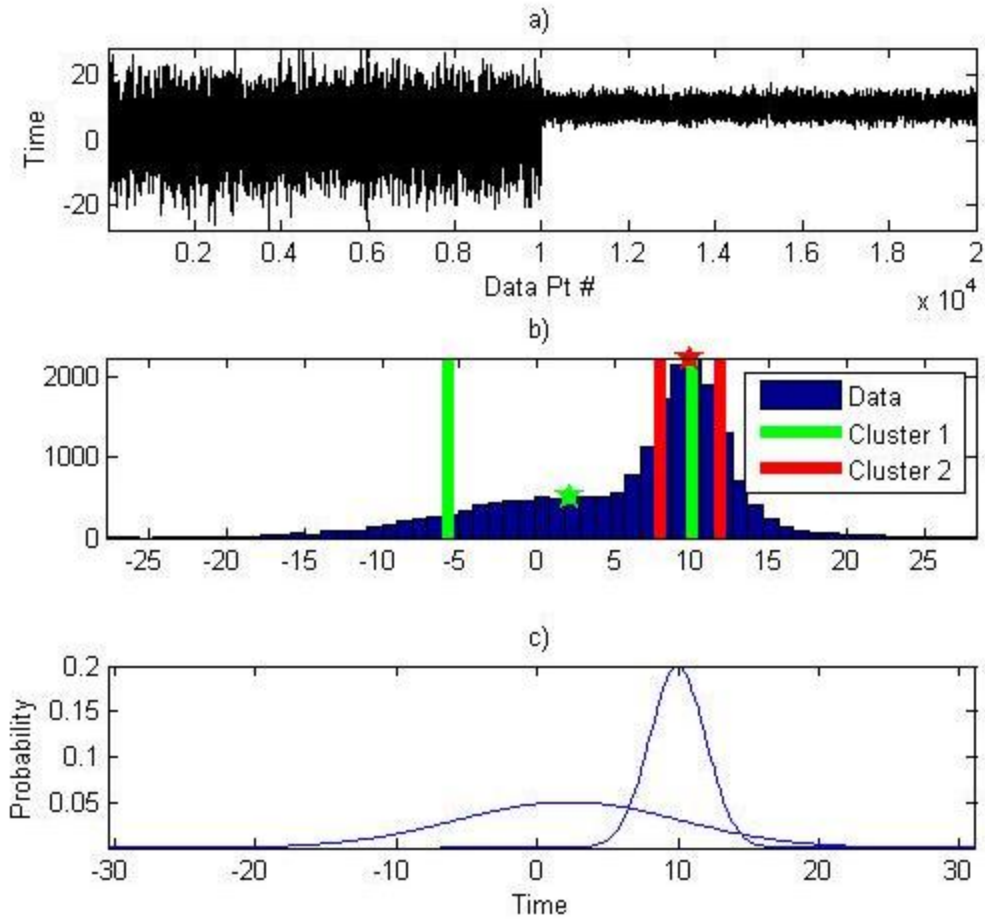 a)
20
0
-20
Time
0.2 0.4 0.6 0.8 1 1.2 1.4 1.6 1.8 2
Data Pt #
x 10^4
b)
2000
1000
0
Data
Cluster 1
Cluster 2
-25 -20 -15 -10 -5 0 5 10 15 20 25
c)
0.2
0.15
0.1
0.05
Probability
-30 -20 -10 0 10 20 30
Time